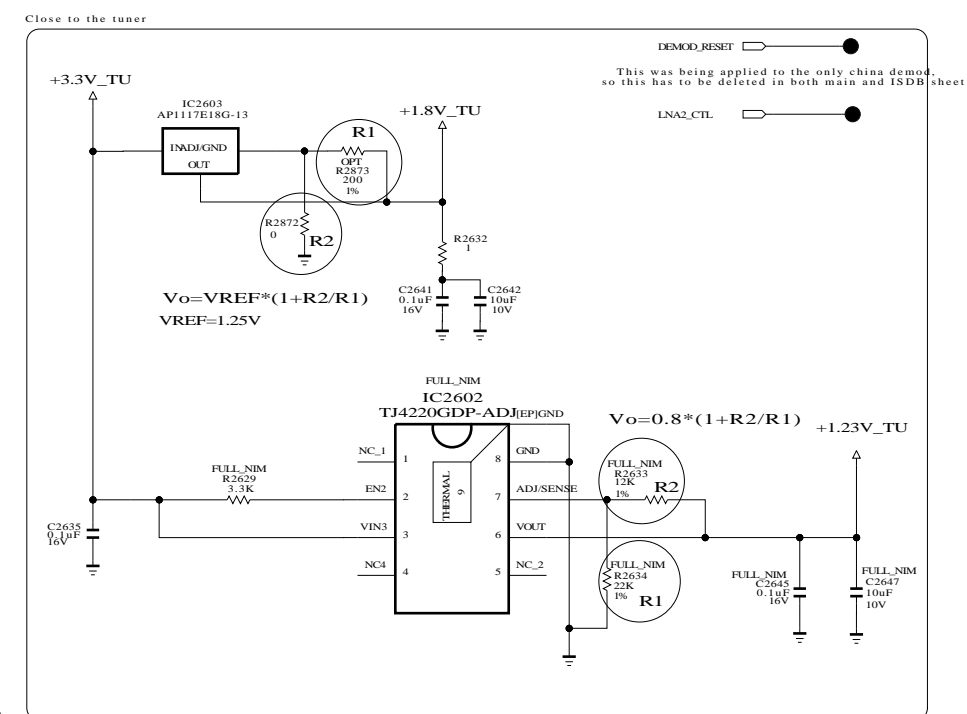 Close to the tuner
+3.3V_TU
IC2603
AP1117E18G-13
INADJ/GND
OUT
R1
OPT
R2873
200
1%
+1.8V_TU
R2872
0
R2
R2632
1
C2641
0.1uF
16V
C2642
10uF
10V
Vo=VREF*(1+R2/R1)
VREF=1.25V
DEMOD_RESET
This was being applied to the only china demod,
so this has to be deleted in both main and ISDB sheet
LNA2_CTL
FULL_NIM
IC2602
TJ4220GDP-ADJ[EP]GND
NC_1
1
EN2
2
VIN3
3
NC4
4
THERMAL
9
8
GND
7
ADJ/SENSE
6
VOUT
5
NC_2
FULL_NIM
R2629
3.3K
C2635
0.1uF
16V
Vo=0.8*(1+R2/R1)
+1.23V_TU
FULL_NIM
R2633
12K
1%
R2
FULL_NIM
R2634
22K
1%
R1
FULL_NIM
C2645
0.1uF
16V
FULL_NIM
C2647
10uF
10V